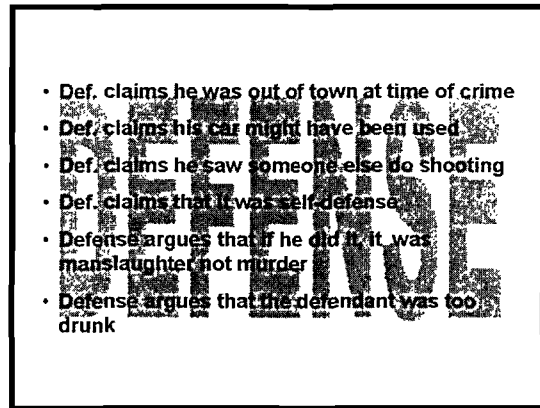 DEFENSE
• Def. claims he was out of town at time of crime
• Def. claims his car might have been used
• Def. claims he saw someone else do shooting
• Def. claims that it was self-defense
• Defense argues that if he did it, it was
manslaughter not murder
• Defense argues that the defendant was too
drunk